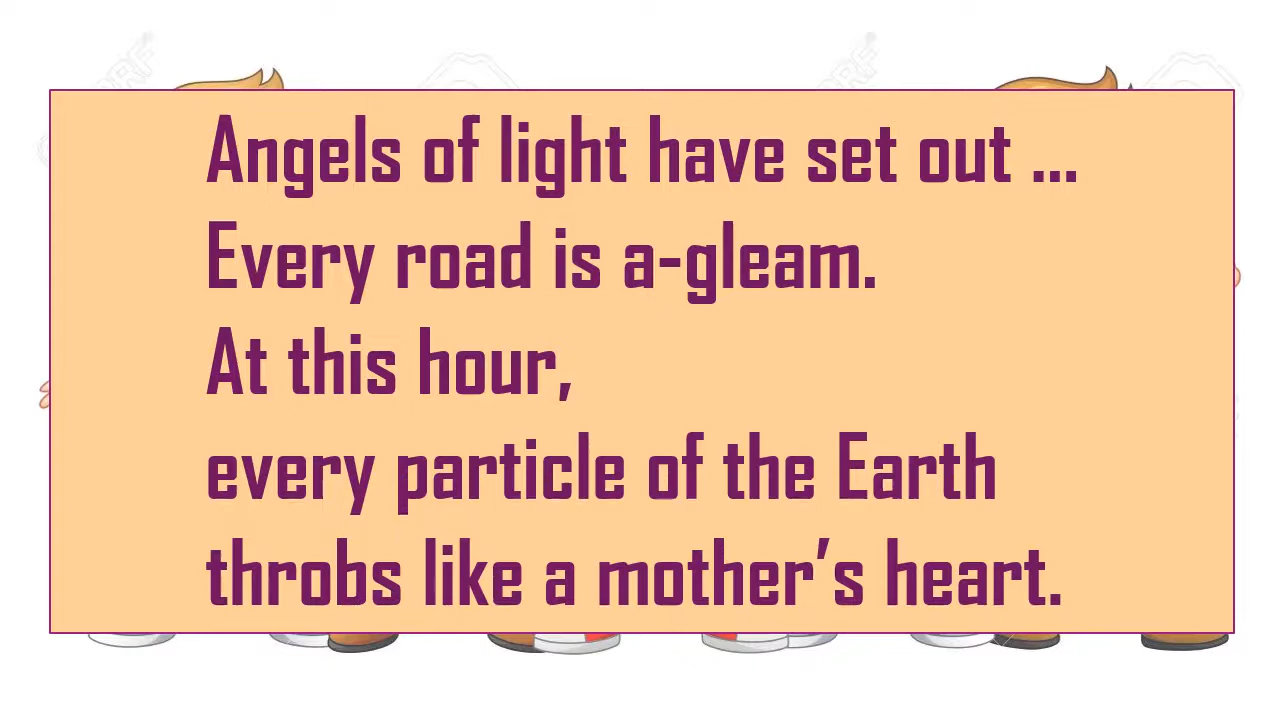 Angels of light have set out ...
Every road is a-gleam.
At this hour,
every particle of the Earth
throbs like a mother’s heart.